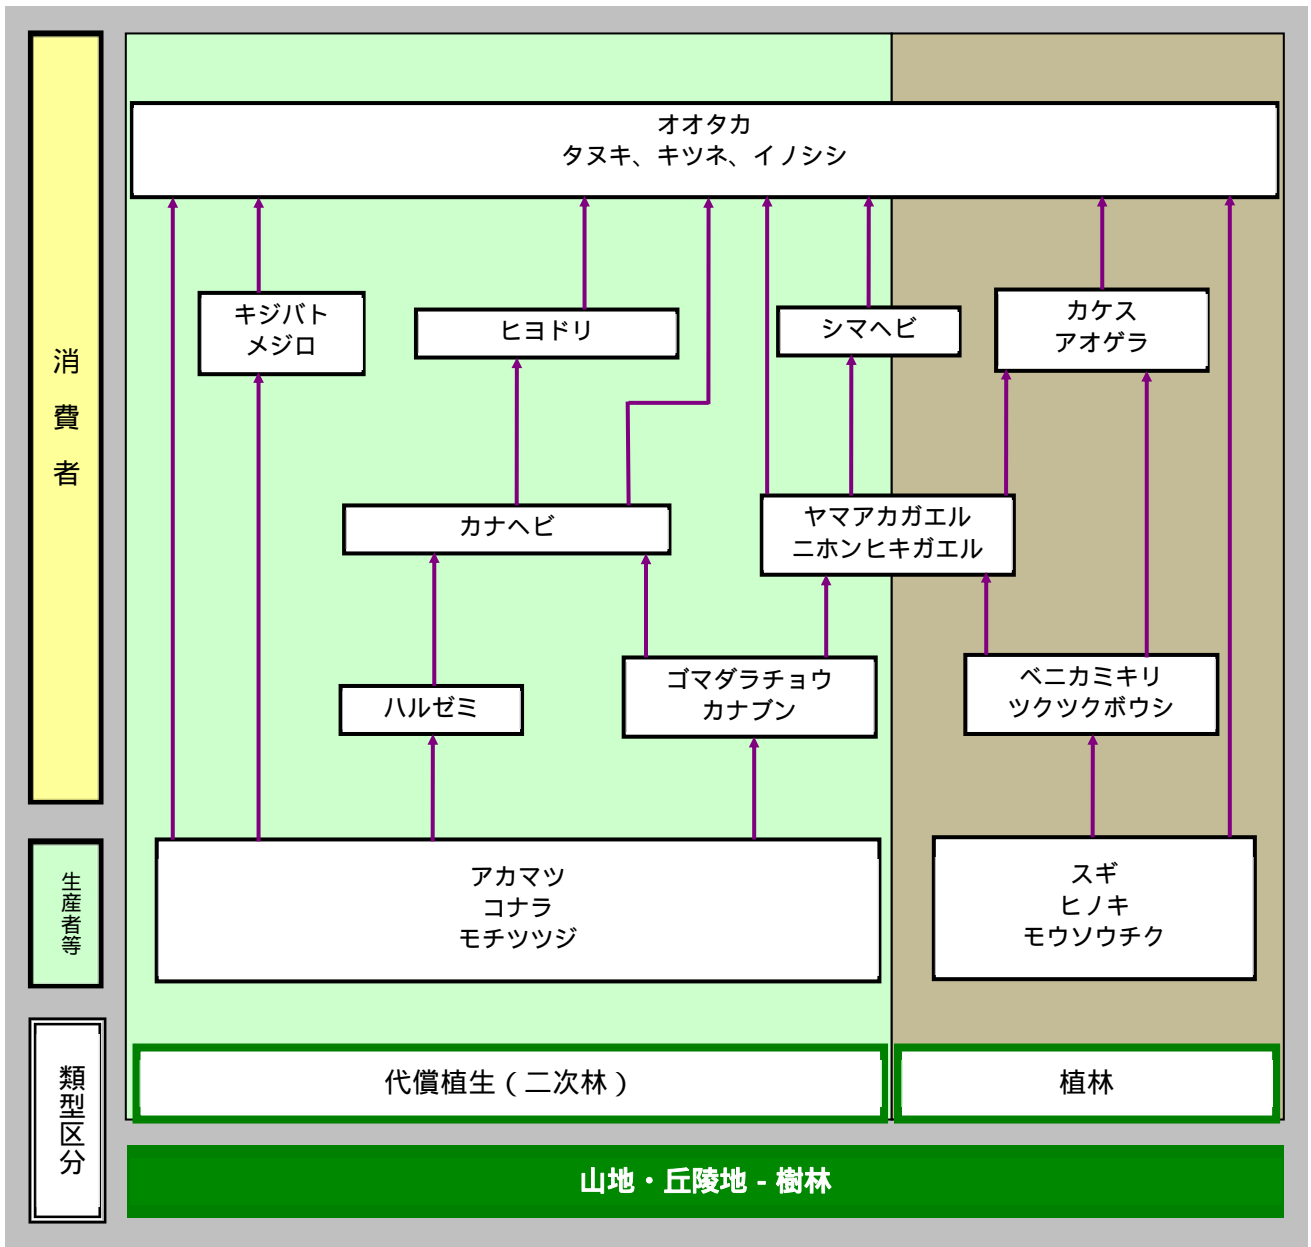 オオタカ
タヌキ、キツネ、イノシシ
キジバト
メジロ
ヒヨドリ
シマヘビ
カケス
アオゲラ
消費者
カナヘビ
ヤマアカガエル
ニホンヒキガエル
ハルゼミ
ゴマダラチョウ
カナブン
ベニカミキリ
ツクツクボウシ
生産者等
アカマツ
コナラ
モチツツジ
スギ
ヒノキ
モウソウチク
類型区分
代償植生(二次林)
植林
山地・丘陵地-樹林